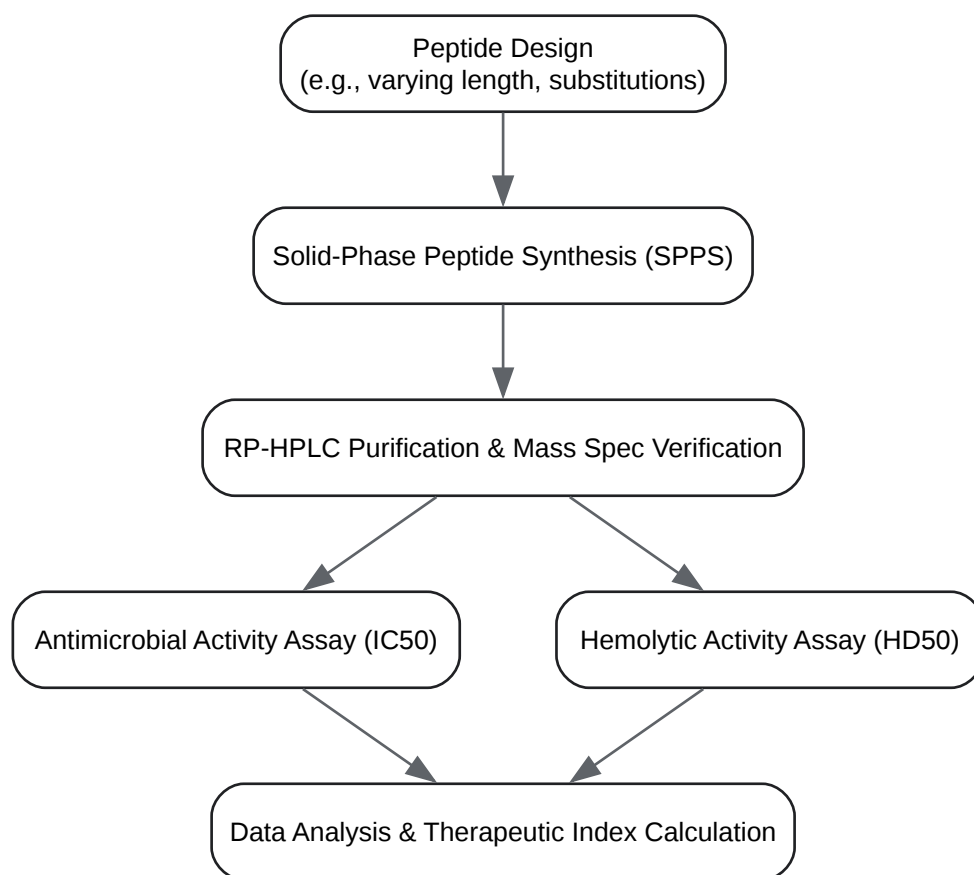 Peptide Design
(e.g., varying length, substitutions)
Solid-Phase Peptide Synthesis (SPPS)
RP-HPLC Purification & Mass Spec Verification
Antimicrobial Activity Assay (IC50)
Hemolytic Activity Assay (HD50)
Data Analysis & Therapeutic Index Calculation